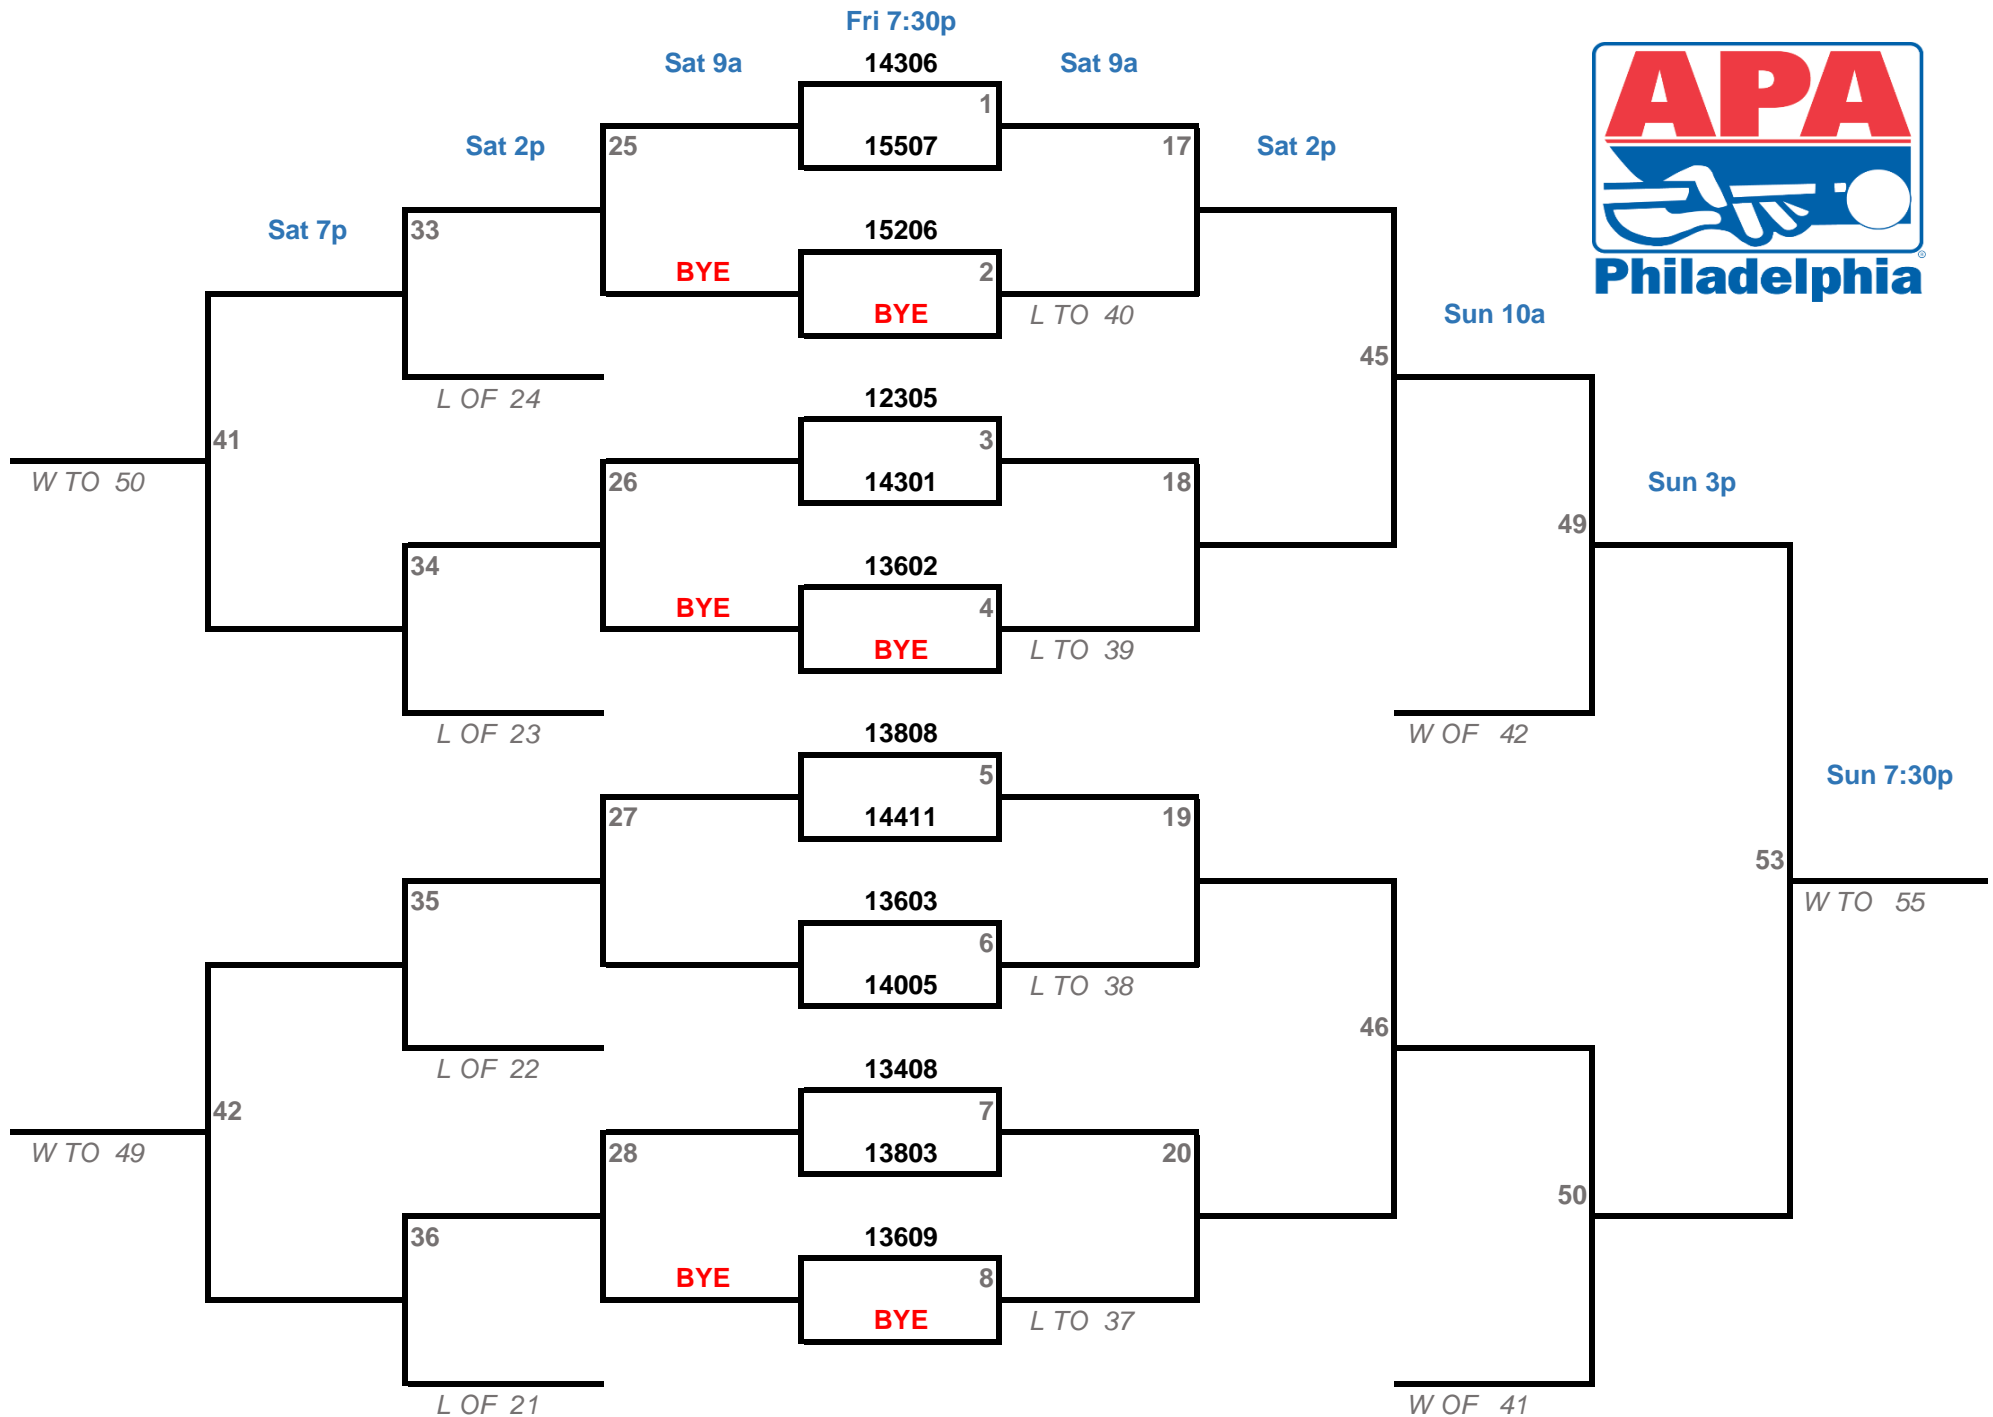 Fri 7:30p
Sat 9a 14306 Sat 9a
1
Sat 2p 25 15507 17 Sat 2p
APA
Philadelphia
®
Sat 7p 33 15206
BYE 2
BYE L TO 40 Sun 10a
45
L OF 24 12305
41 3
W TO 50 26 14301 18 Sun 3p
49
34 13602
BYE 4
BYE L TO 39
L OF 23 13808 W OF 42
5 Sun 7:30p
27 14411 19
53
35 13603 W TO 55
6
14005 L TO 38
46
L OF 22 13408
42 7
W TO 49 28 13803 20
50
36 13609
BYE 8
BYE L TO 37
L OF 21 W OF 41